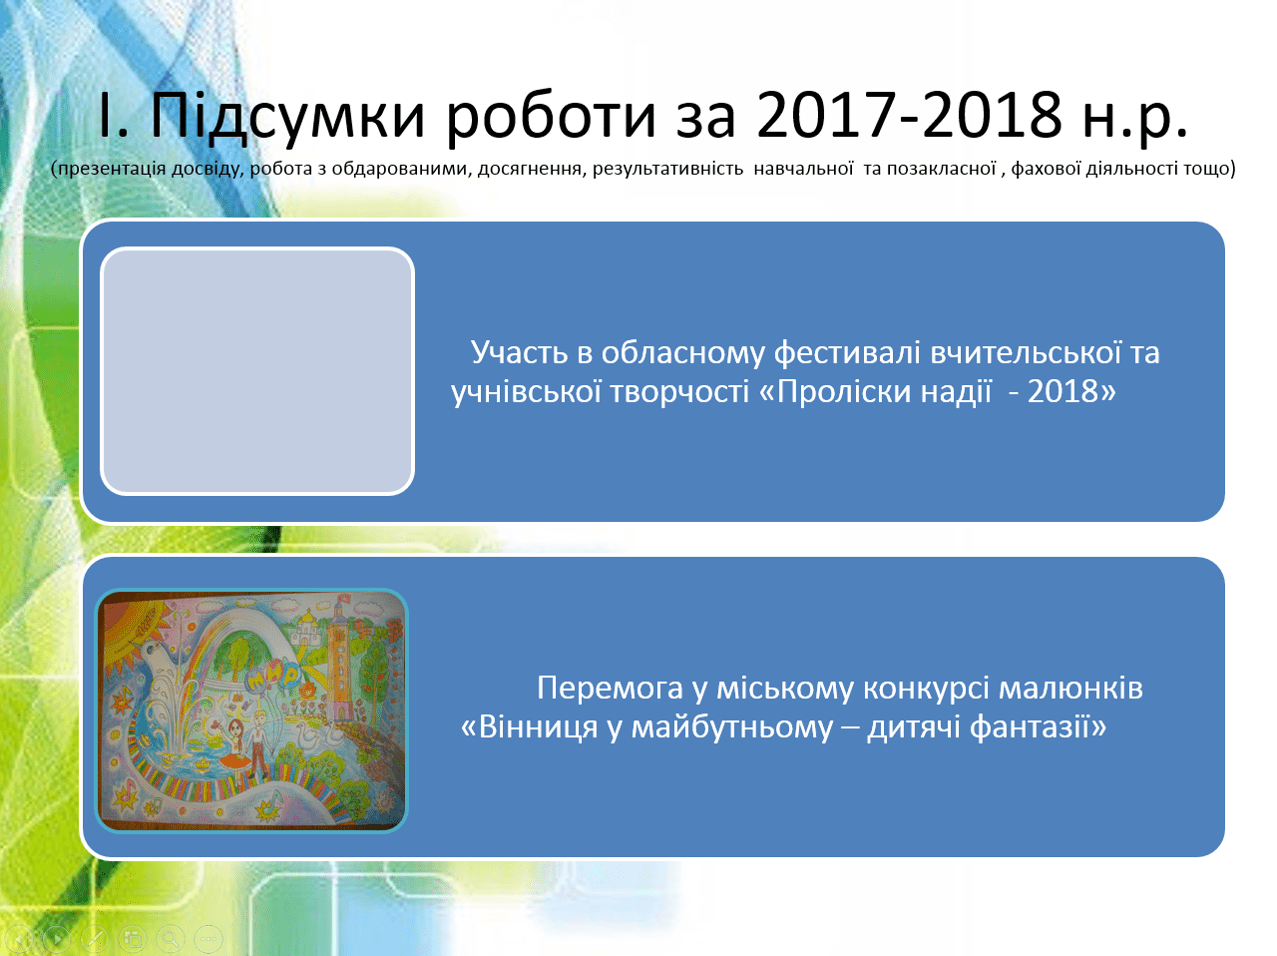 І. Підсумки роботи за 2017-2018 н.р.
(презентація досвіду, робота з обдарованими, досягнення, результативність навчальної та позакласної , фахової діяльності тощо)
Участь в обласному фестивалі вчительської та
учнівської творчості «Проліски надії - 2018»
мир
Перемога у міському конкурсі малюнків
«Вінниця у майбутньому – дитячі фантазії»